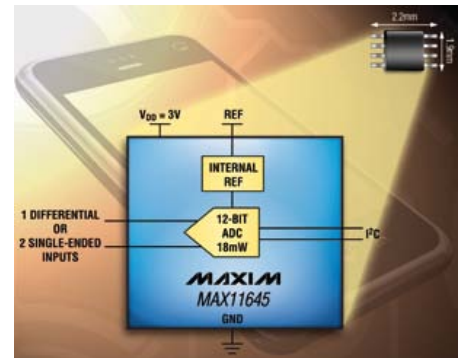 2.2mm
1.9mm
VDD = 3V
REF
INTERNAL
REF
1 DIFFERENTIAL
OR
2 SINGLE-ENDED
INPUTS
12-BIT
ADC
18mW
I²C
MAXIM
MAX11645
GND